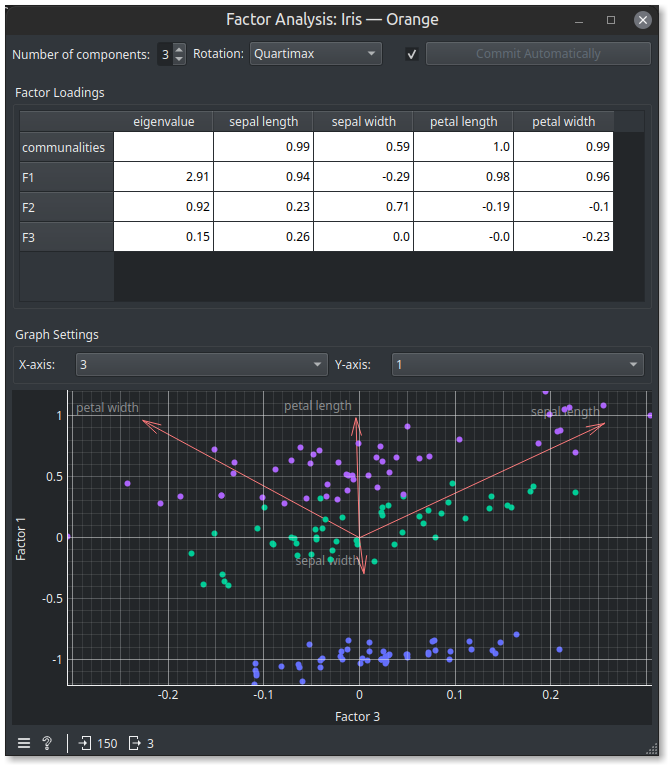 Factor Analysis: Iris — Orange
Number of components: 3 Rotation: Quartimax Commit Automatically
Factor Loadings
eigenvalue sepal length sepal width petal length petal width
communalities 0.99 0.59 1.0 0.99
F1 2.91 0.94 -0.29 0.98 0.96
F2 0.92 0.23 0.71 -0.19 -0.1
F3 0.15 0.26 0.0 -0.0 -0.23
Graph Settings
X-axis: 3 Y-axis: 1
petal width petal length sepal length
1
0.5
0
sepal width
-0.5
-1
Factor 1
-0.2 -0.1 0 0.1 0.2
Factor 3
? 150 3